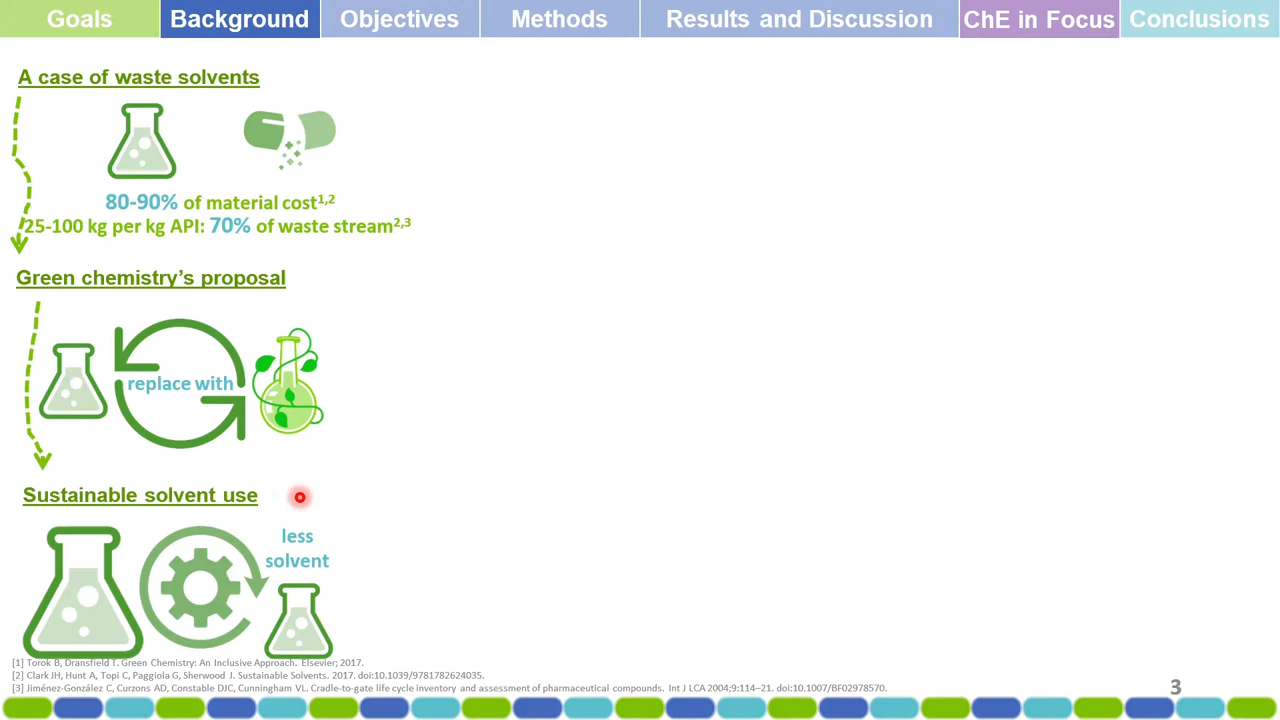 Goals Background Objectives Methods Results and Discussion ChE in Focus Conclusions
A case of waste solvents
80-90% of material cost1,2
25-100 kg per kg API: 70% of waste stream2,3
Green chemistry's proposal
replace with
Sustainable solvent use
less
solvent
[1] Torok B, Dransfield T. Green Chemistry: An Inclusive Approach. Elsevier; 2017.
[2] Clark JH, Hunt A, Topi C, Paggiola G, Sherwood J. Sustainable Solvents. 2017. doi:10.1039/9781782624035.
[3] Jiménez-González C, Curzons AD, Constable DJC, Cunningham VL. Cradle-to-gate life cycle inventory and assessment of pharmaceutical compounds. Int J LCA 2004;9:114–21. doi:10.1007/BF02978570.
3